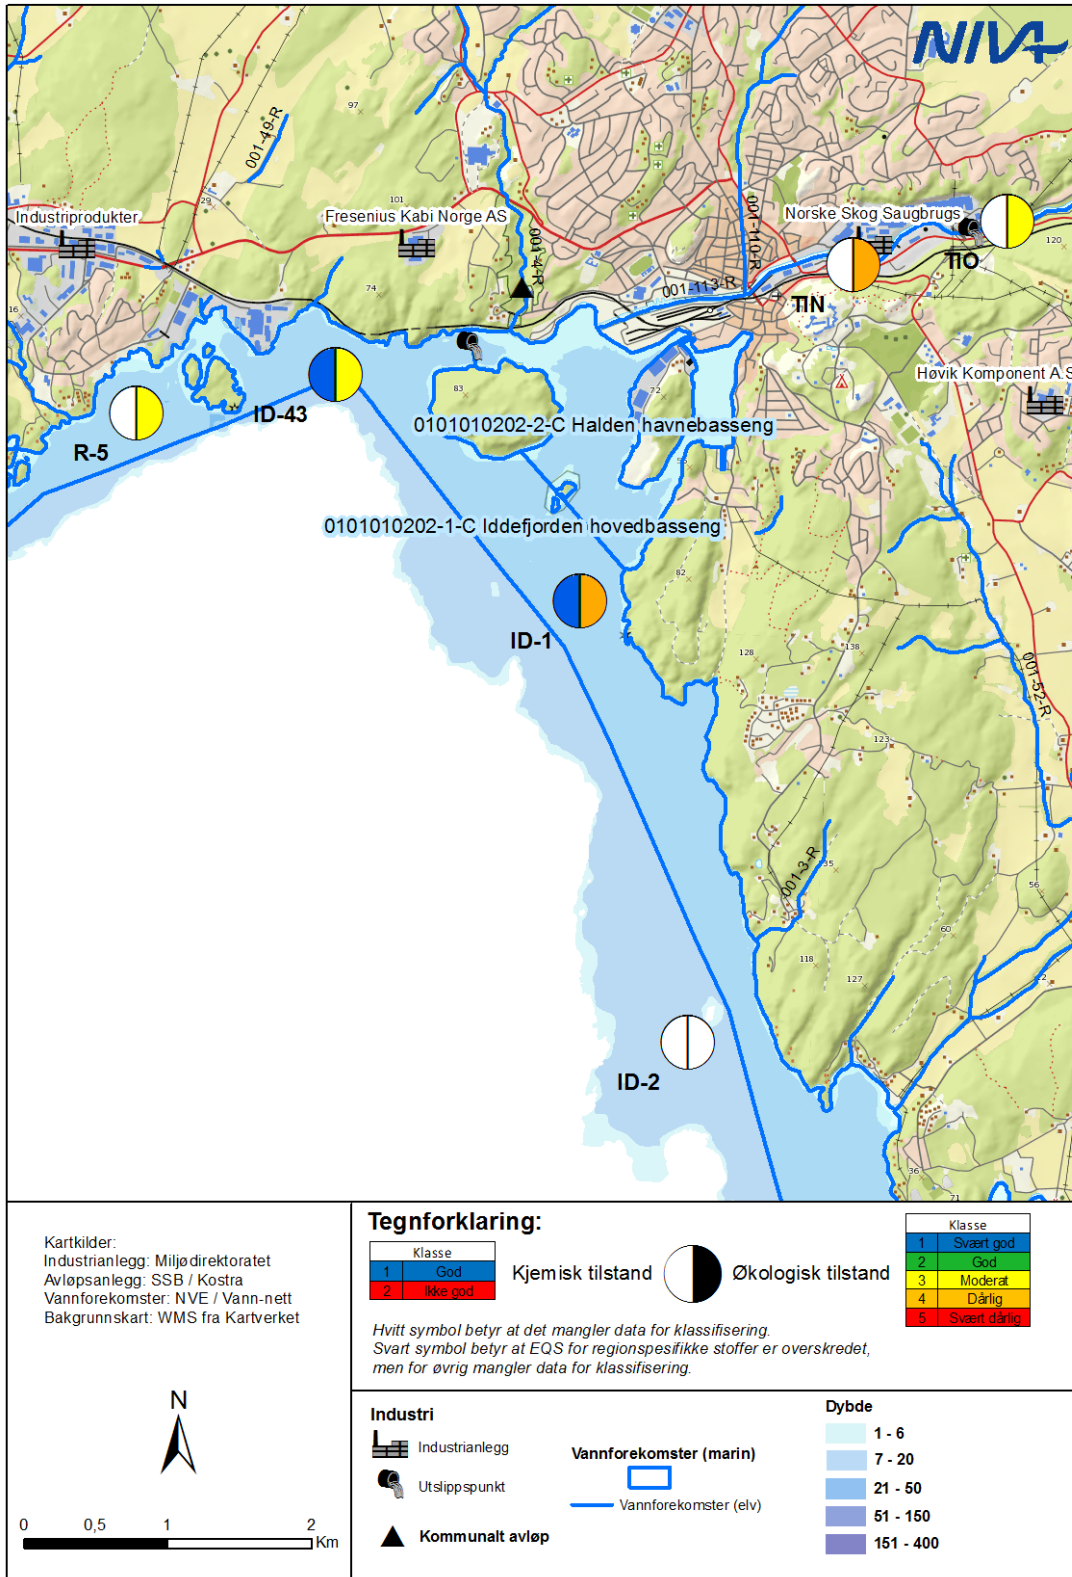 NIVA
97
001-49-R
Industriprodukter
29
101
Fresenius Kabi Norge AS
001-4-R
001-110-R
Norske Skog Saugbrugs
120
TIO
16
74
001-113-R
TIN
83
72
Høvik Komponent A.S
ID-43
R-5
0101010202-2-C Halden havnebasseng
0101010202-1-C Iddefjorden hovedbasseng
82
ID-1
128
138
001-52-R
123
001-3-R
35
56
60
118
127
ID-2
36
71
Kartkilder:
Industrianlegg: Miljødirektoratet
Avløpsanlegg: SSB / Kostra
Vannforekomster: NVE / Vann-nett
Bakgrunnskart: WMS fra Kartverket
N
0 0,5 1 2
Km
Tegnforklaring:
Klasse
1 God
2 Ikke god
Kjemisk tilstand
Økologisk tilstand
Klasse
1 Svært god
2 God
3 Moderat
4 Dårlig
5 Svært dårlig
Hvitt symbol betyr at det mangler data for klassifisering.
Svart symbol betyr at EQS for regionspesifikke stoffer er overskredet,
men for øvrig mangler data for klassifisering.
Industri
Industrianlegg
Utslippspunkt
Kommunalt avløp
Vannforekomster (marin)
Vannforekomster (elv)
Dybde
1 - 6
7 - 20
21 - 50
51 - 150
151 - 400